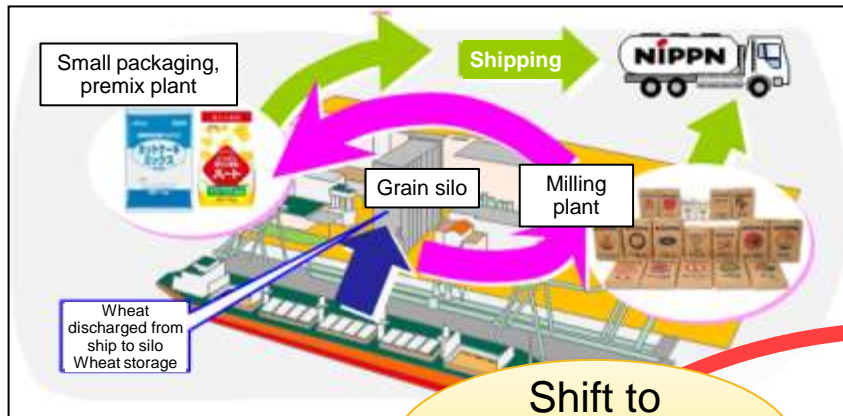 Small packaging,
premix plant
Shipping
NIPPN
Grain silo
Milling
plant
Wheat
discharged from
ship to silo
Wheat storage
Shift to